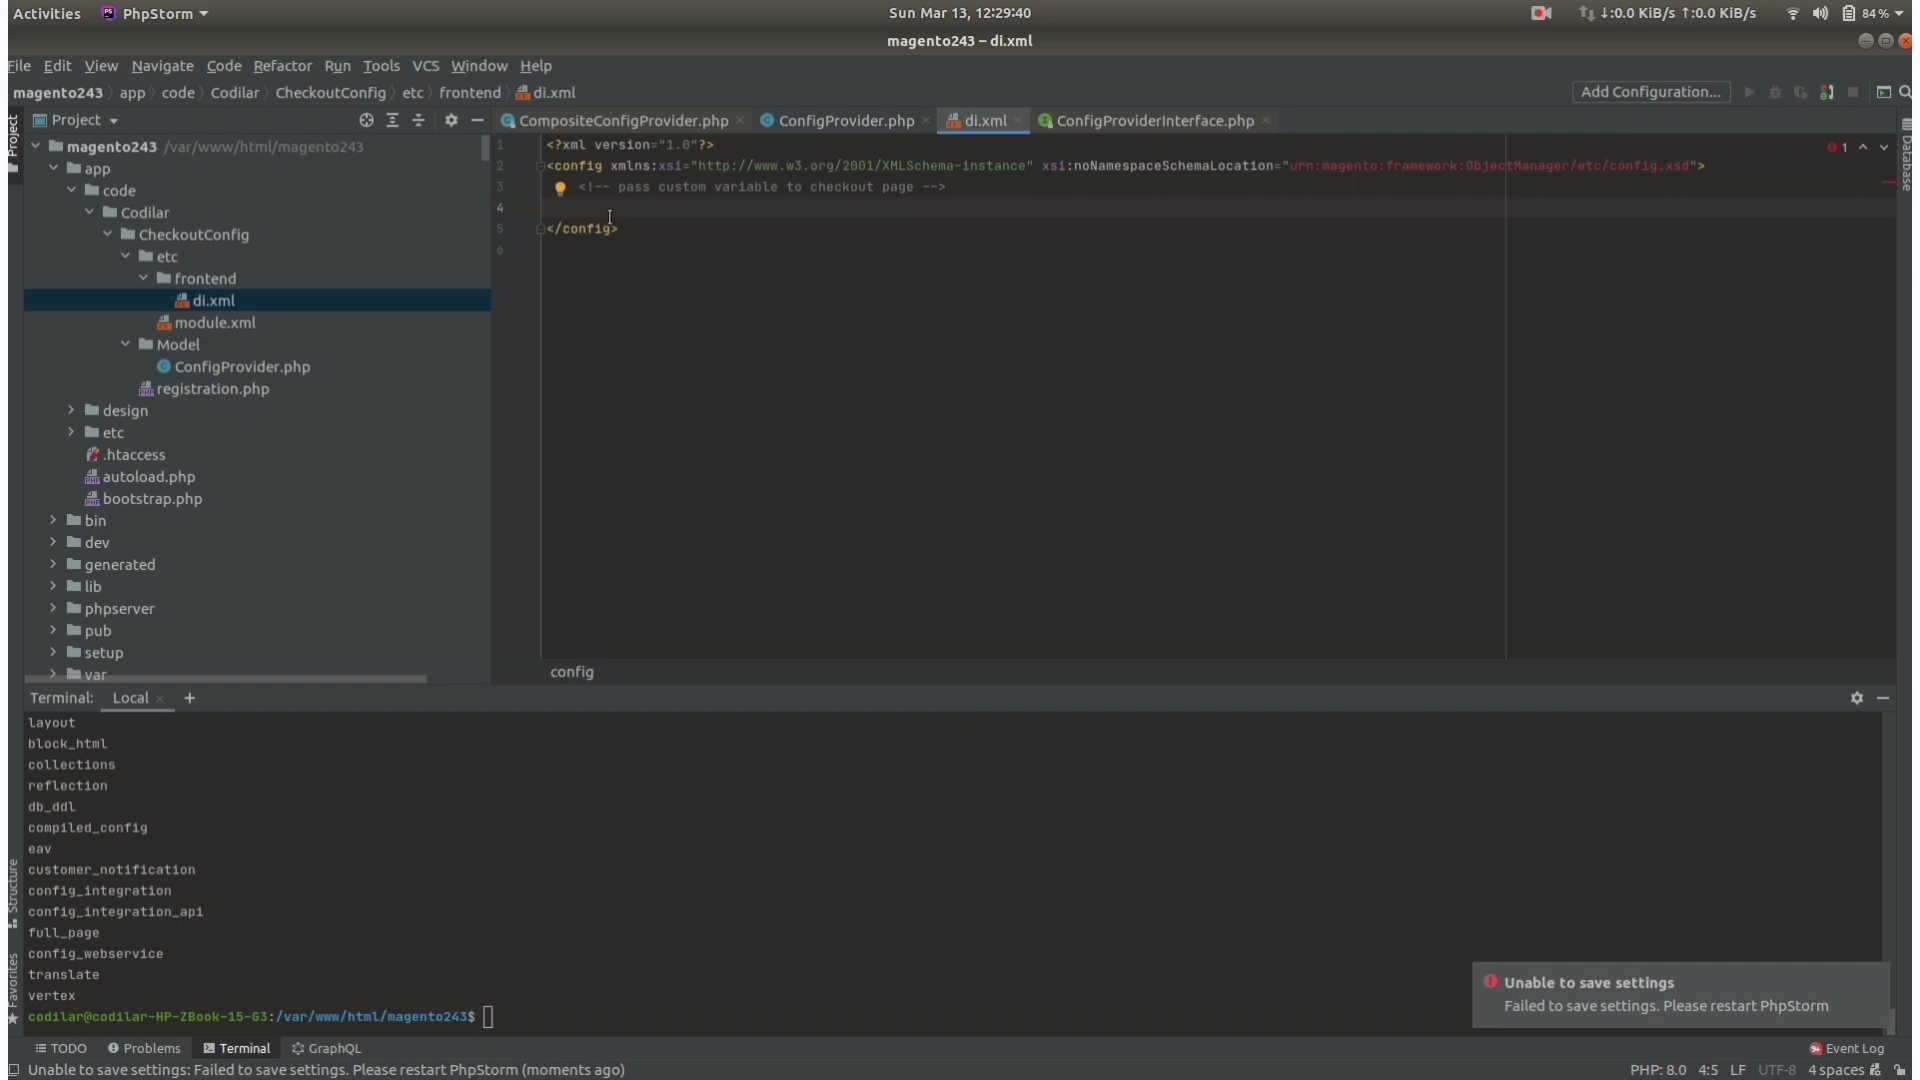 Activities PhpStorm Sun Mar 13, 12:29:40 ↓:0.0 KiB/s ↑:0.0 KiB/s 84 %
magento243 – di.xml
File Edit View Navigate Code Refactor Run Tools VCS Window Help
magento243 app code Codilar CheckoutConfig etc frontend di.xml Add Configuration...
Project
Project
CompositeConfigProvider.php ConfigProvider.php di.xml ConfigProviderInterface.php
magento243 /var/www/html/magento243
app
code
Codilar
CheckoutConfig
etc
frontend
di.xml
module.xml
Model
ConfigProvider.php
registration.php
design
etc
.htaccess
autoload.php
bootstrap.php
bin
dev
generated
lib
phpserver
pub
setup
var
1 <?xml version="1.0"?>
2 <config xmlns:xsi="http://www.w3.org/2001/XMLSchema-instance" xsi:noNamespaceSchemaLocation="urn:magento:framework:ObjectManager/etc/config.xsd">
3 <!-- pass custom variable to checkout page -->
4
5 </config>
6
1
Database
config
Terminal: Local +
layout
block_html
collections
reflection
db_ddl
compiled_config
eav
customer_notification
config_integration
config_integration_api
full_page
config_webservice
translate
vertex
codilar@codilar-HP-ZBook-15-G3:/var/www/html/magento243$
Structure
Favorites
Unable to save settings
Failed to save settings. Please restart PhpStorm
TODO Problems Terminal GraphQL 9+ Event Log
Unable to save settings: Failed to save settings. Please restart PhpStorm (moments ago) PHP: 8.0 4:5 LF UTF-8 4 spaces